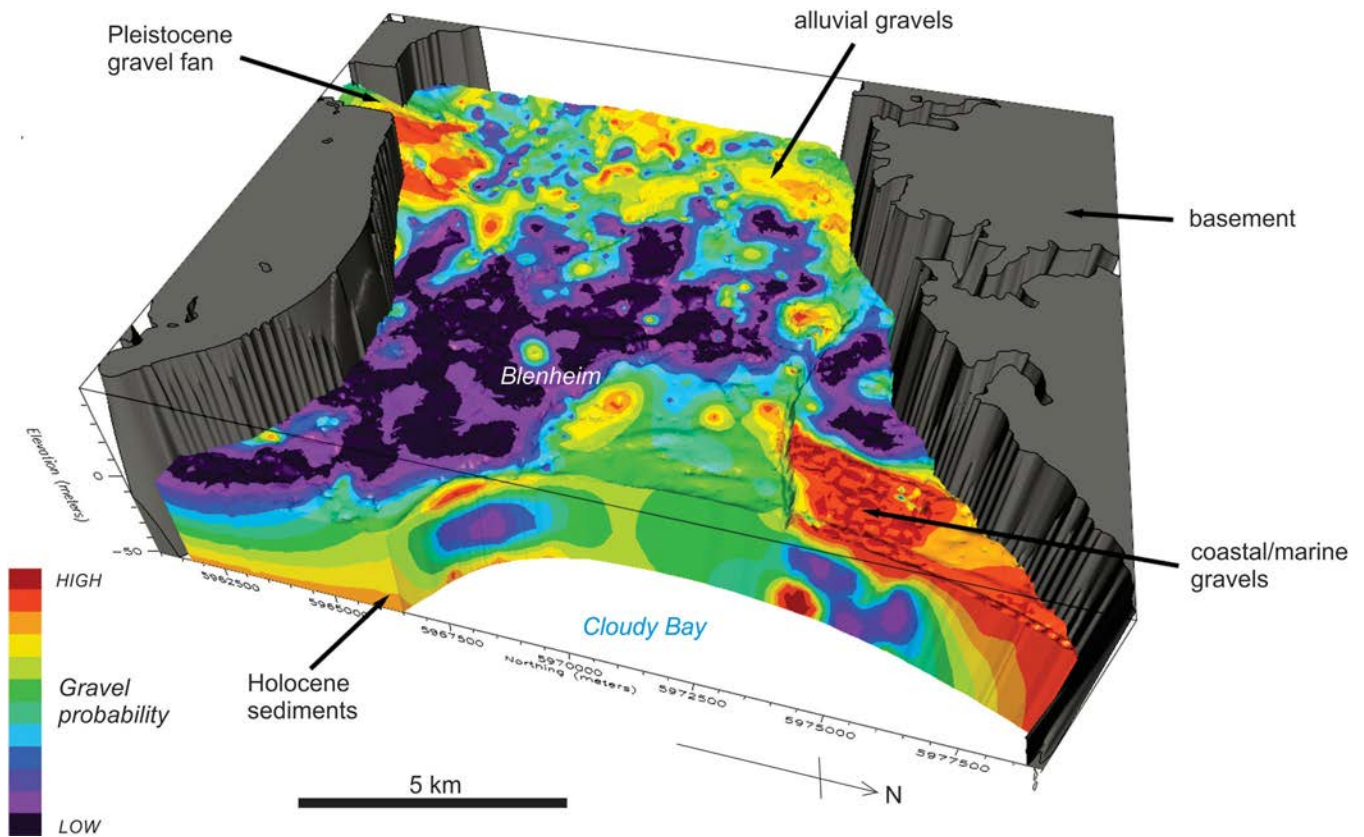 Pleistocene
gravel fan
alluvial gravels
basement
Blenheim
Elevation (meters)
0
-50
coastal/marine
gravels
HIGH
Gravel
probability
LOW
Holocene
sediments
Cloudy Bay
5962500
5965000
5967500
5970000
5972500
5975000
5977500
Northing (meters)
5 km
N